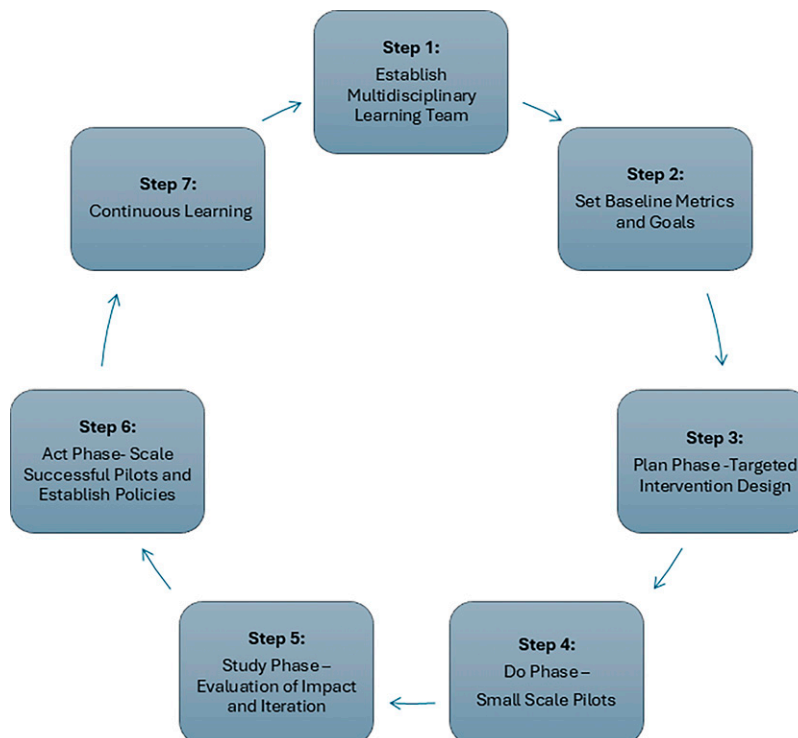 Step 1:
Establish
Multidisciplinary
Learning Team
Step 2:
Set Baseline Metrics
and Goals
Step 3:
Plan Phase -Targeted
Intervention Design
Step 4:
Do Phase –
Small Scale Pilots
Step 5:
Study Phase –
Evaluation of Impact
and Iteration
Step 6:
Act Phase- Scale
Successful Pilots and
Establish Policies
Step 7:
Continuous Learning